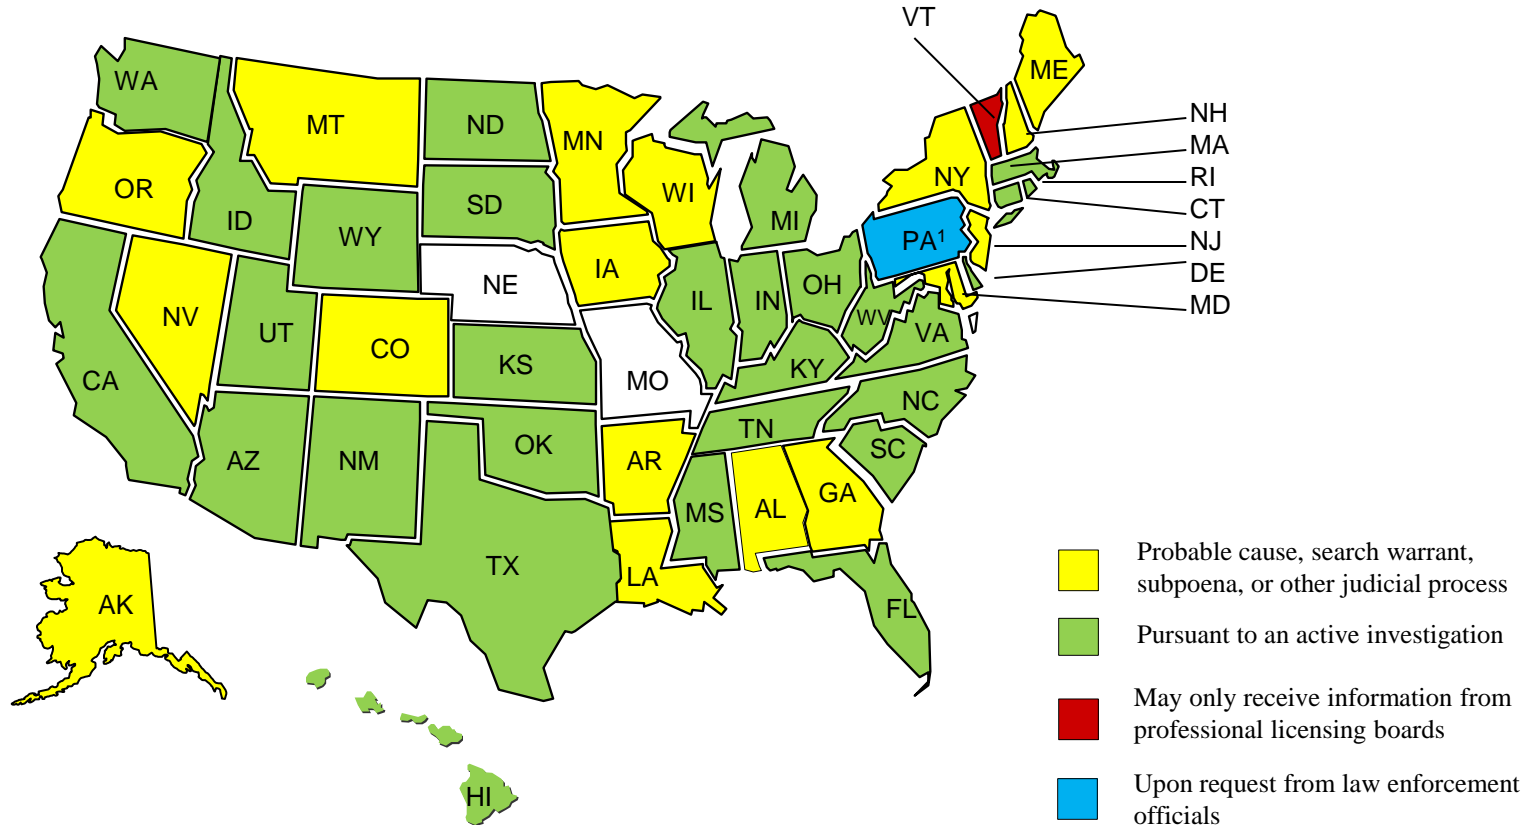 VT
WA
MT
ND
MN
ME
NH
MA
OR
ID
SD
WI
NY
RI
CT
WY
MI
NJ
PA¹
DE
MD
NE
IA
NV
UT
CO
IL
IN
OH
WV
VA
CA
KS
MO
KY
NC
AZ
NM
OK
AR
TN
SC
MS
AL
GA
TX
LA
FL
AK
HI
Probable cause, search warrant,
subpoena, or other judicial process
Pursuant to an active investigation
May only receive information from
professional licensing boards
Upon request from law enforcement
officials